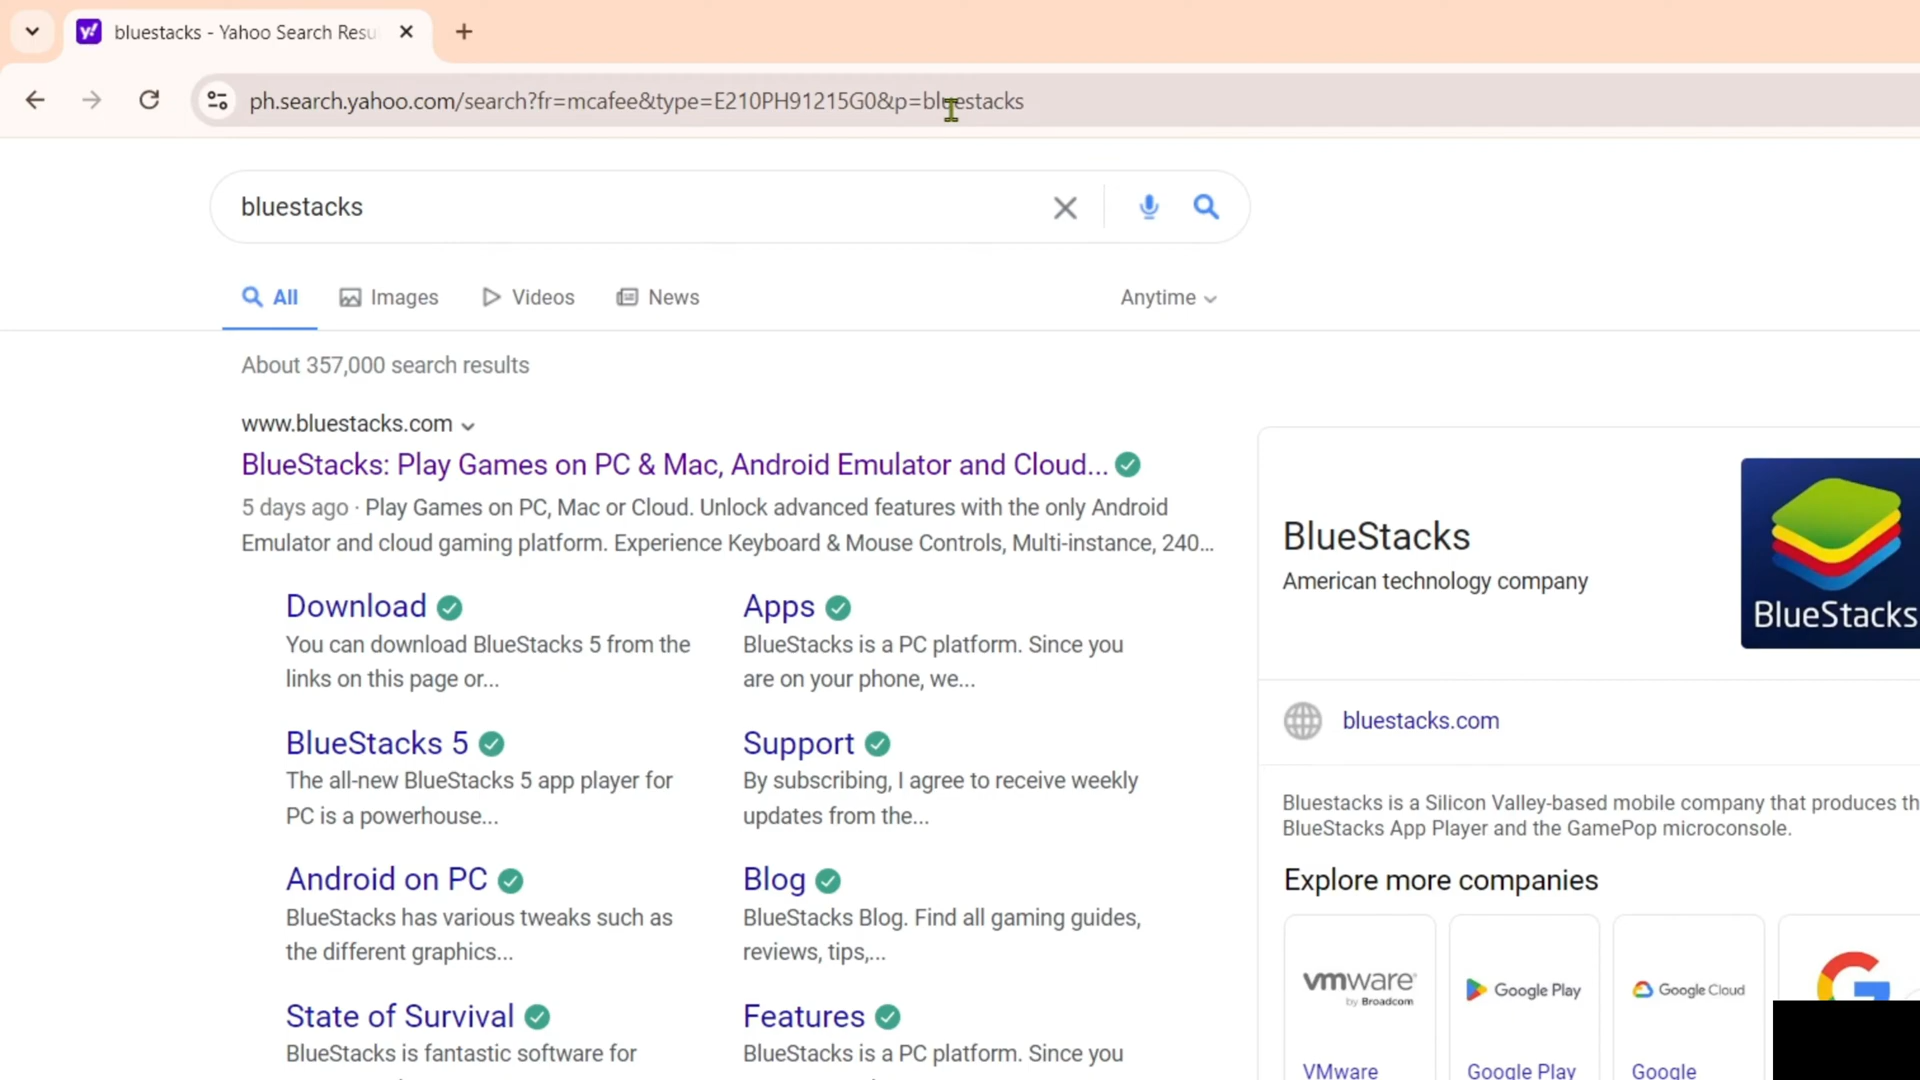 bluestacks - Yahoo Search Resu
ph.search.yahoo.com/search?fr=mcafee&type=E210PH91215G0&p=bluestacks
bluestacks
All Images Videos News Anytime
About 357,000 search results
www.bluestacks.com
BlueStacks: Play Games on PC & Mac, Android Emulator and Cloud...
5 days ago · Play Games on PC, Mac or Cloud. Unlock advanced features with the only Android
Emulator and cloud gaming platform. Experience Keyboard & Mouse Controls, Multi-instance, 240...
Download
You can download BlueStacks 5 from the
links on this page or...
Apps
BlueStacks is a PC platform. Since you
are on your phone, we...
BlueStacks 5
The all-new BlueStacks 5 app player for
PC is a powerhouse...
Support
By subscribing, I agree to receive weekly
updates from the...
Android on PC
BlueStacks has various tweaks such as
the different graphics...
Blog
BlueStacks Blog. Find all gaming guides,
reviews, tips,...
State of Survival
BlueStacks is fantastic software for
Features
BlueStacks is a PC platform. Since you
BlueStacks
American technology company
BlueStacks
bluestacks.com
Bluestacks is a Silicon Valley-based mobile company that produces th
BlueStacks App Player and the GamePop microconsole.
Explore more companies
vmware
by Broadcom
Google Play
Google Cloud
VMware
Google Play
Google